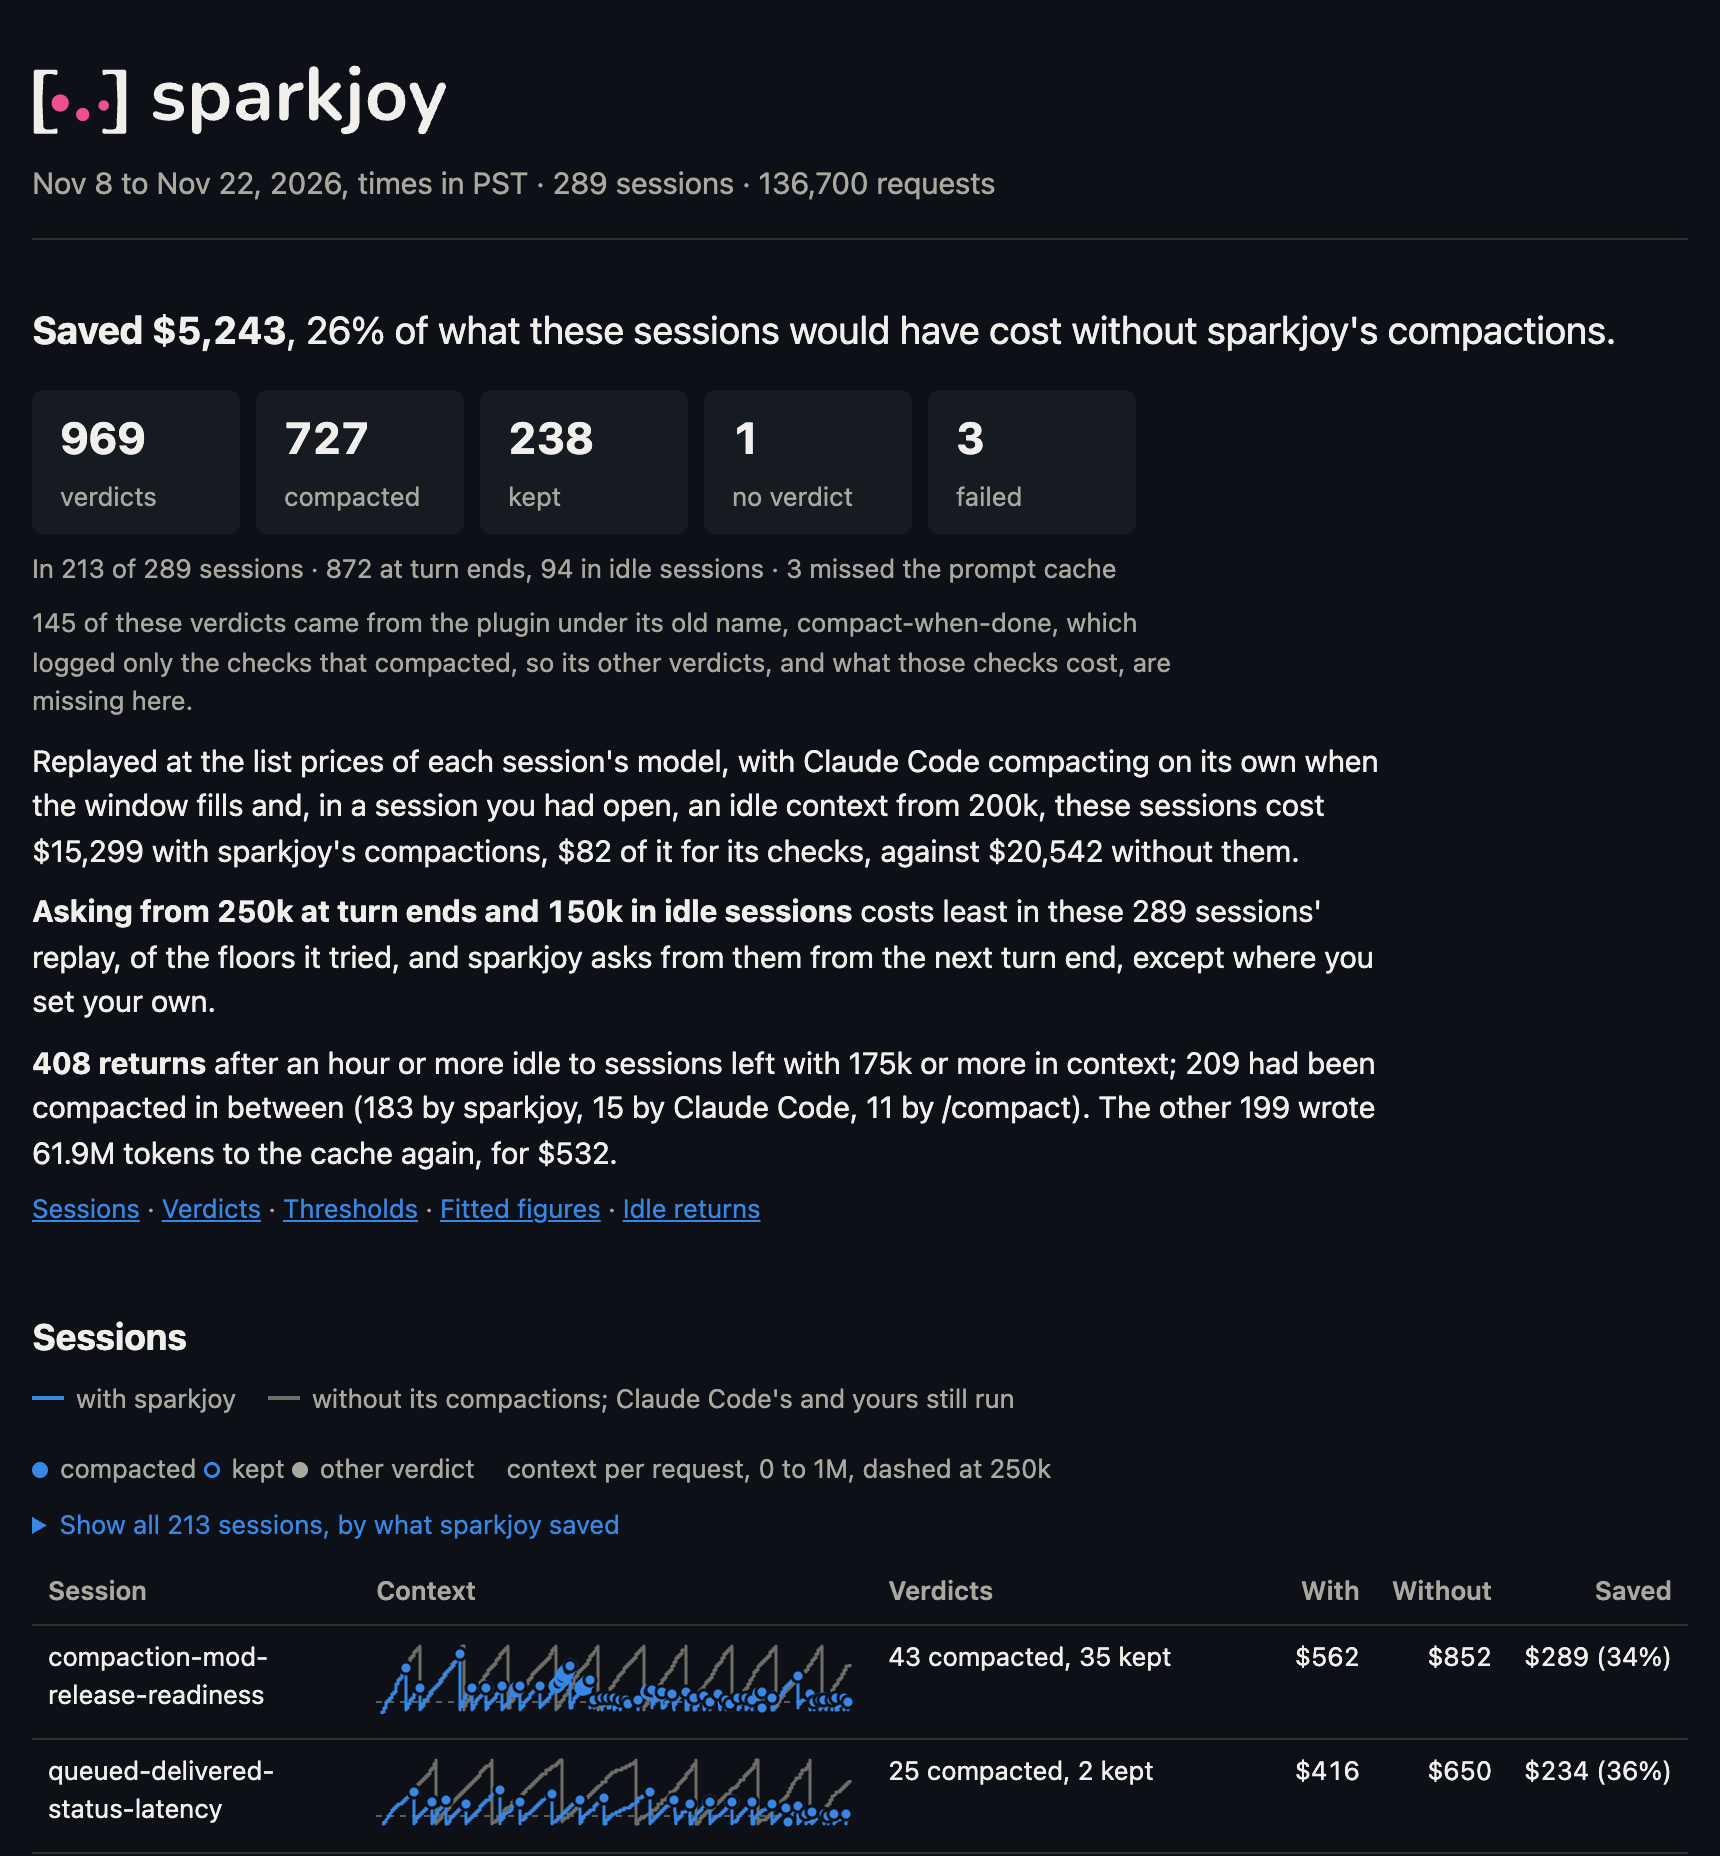 [...] sparkjoy
Nov 8 to Nov 22, 2026, times in PST · 289 sessions · 136,700 requests
Saved $5,243, 26% of what these sessions would have cost without sparkjoy's compactions.
969
verdicts
727
compacted
238
kept
1
no verdict
3
failed
In 213 of 289 sessions · 872 at turn ends, 94 in idle sessions · 3 missed the prompt cache
145 of these verdicts came from the plugin under its old name, compact-when-done, which
logged only the checks that compacted, so its other verdicts, and what those checks cost, are
missing here.
Replayed at the list prices of each session's model, with Claude Code compacting on its own when
the window fills and, in a session you had open, an idle context from 200k, these sessions cost
$15,299 with sparkjoy's compactions, $82 of it for its checks, against $20,542 without them.
Asking from 250k at turn ends and 150k in idle sessions costs least in these 289 sessions'
replay, of the floors it tried, and sparkjoy asks from them from the next turn end, except where you
set your own.
408 returns after an hour or more idle to sessions left with 175k or more in context; 209 had been
compacted in between (183 by sparkjoy, 15 by Claude Code, 11 by /compact). The other 199 wrote
61.9M tokens to the cache again, for $532.
Sessions · Verdicts · Thresholds · Fitted figures · Idle returns
Sessions
with sparkjoy without its compactions; Claude Code's and yours still run
compacted kept other verdict context per request, 0 to 1M, dashed at 250k
Show all 213 sessions, by what sparkjoy saved
Session Context Verdicts With Without Saved
compaction-mod-
release-readiness
43 compacted, 35 kept $562 $852 $289 (34%)
queued-delivered-
status-latency
25 compacted, 2 kept $416 $650 $234 (36%)